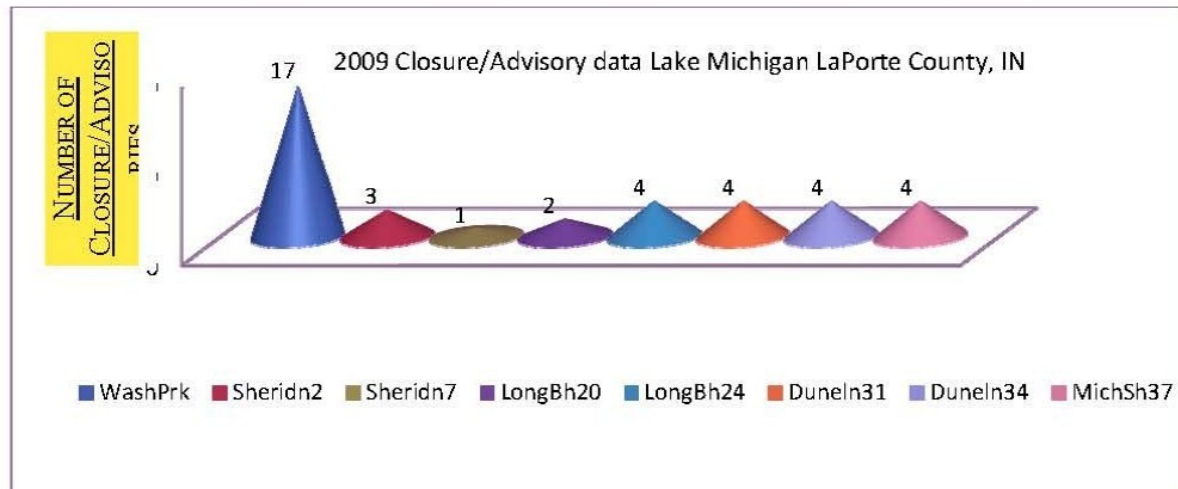 NUMBER OF
CLOSURE/ADVISO
2009 Closure/Advisory data Lake Michigan LaPorte County, IN
17
3
1
2
4
4
4
4
WashPrk
Sheridn2
Sheridn7
LongBh20
LongBh24
Duneln31
Duneln34
MichSh37